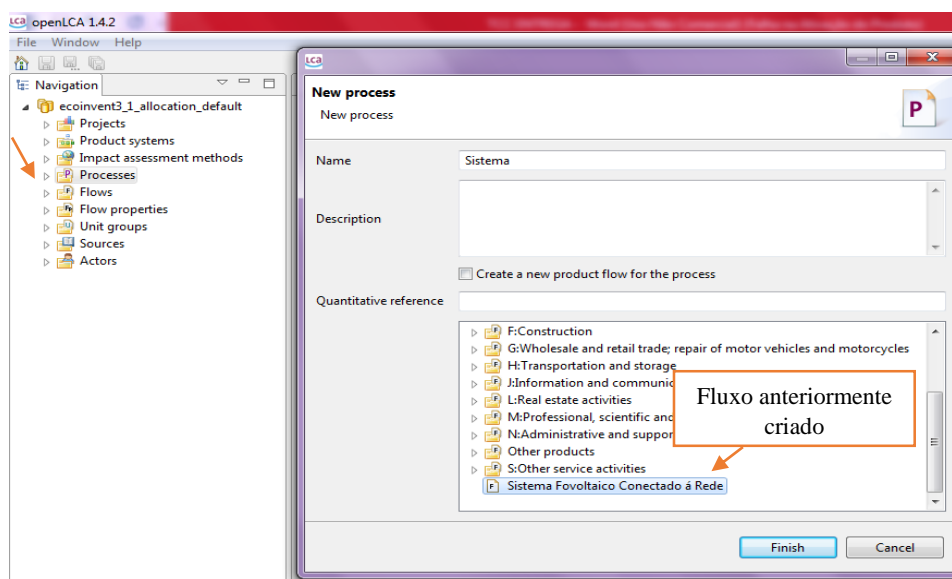 openLCA 1.4.2
File Window Help
Navigation
ecoinvent3_1_allocation_default
Projects
Product systems
Impact assessment methods
Processes
Flows
Flow properties
Unit groups
Sources
Actors
New process
New process
P
Name
Sistema
Description
Create a new product flow for the process
Quantitative reference
F:Construction
G:Wholesale and retail trade; repair of motor vehicles and motorcycles
H:Transportation and storage
J:Information and communic
L:Real estate activities
M:Professional, scientific and
N:Administrative and suppor
Other products
S:Other service activities
Sistema Fovoltaico Conectado á Rede
Fluxo anteriormente
criado
Finish
Cancel